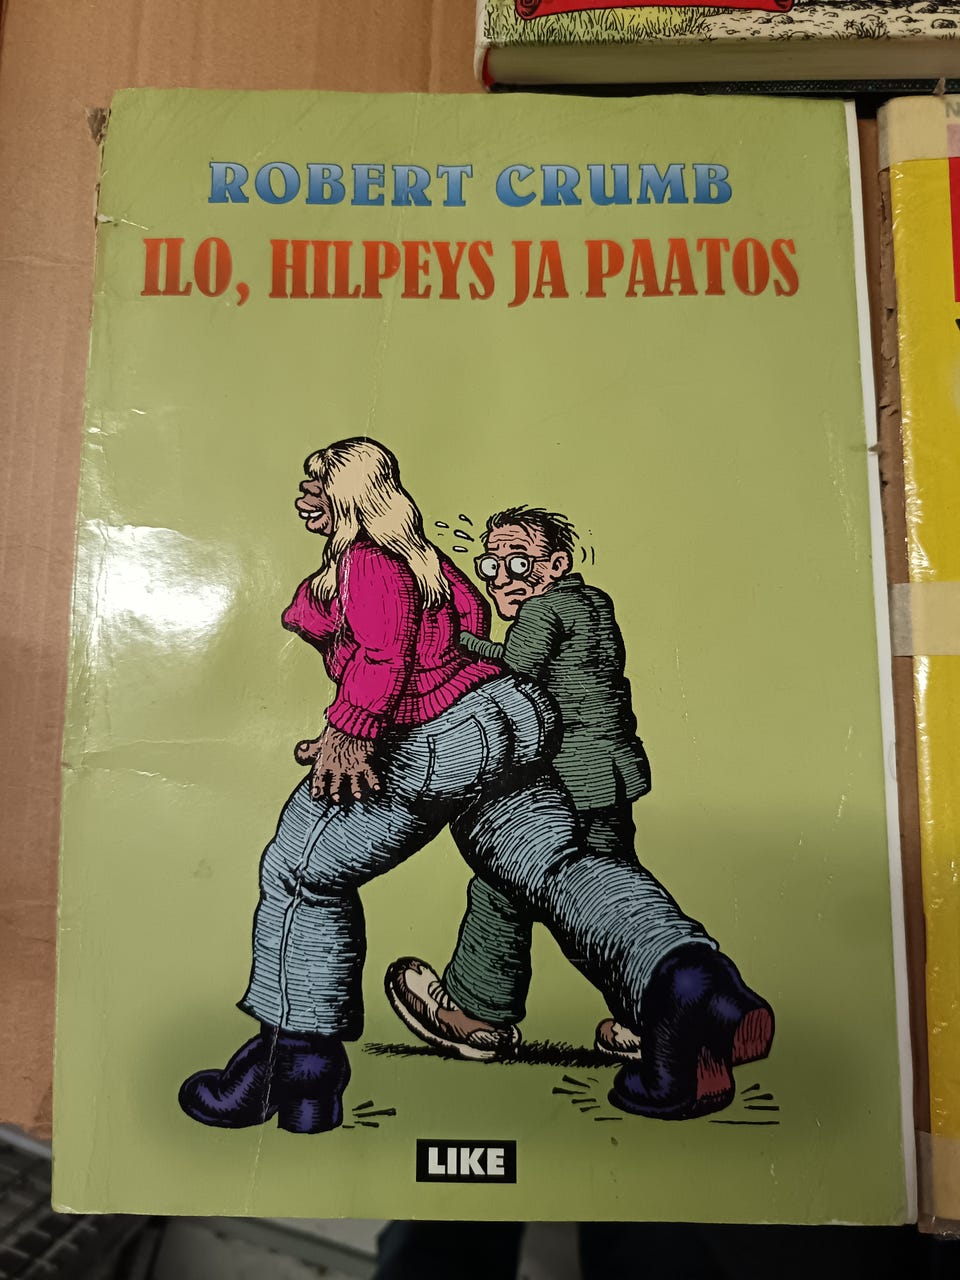 ROBERT CRUMB
ILO, HILPEYS JA PAATOS
LIKE